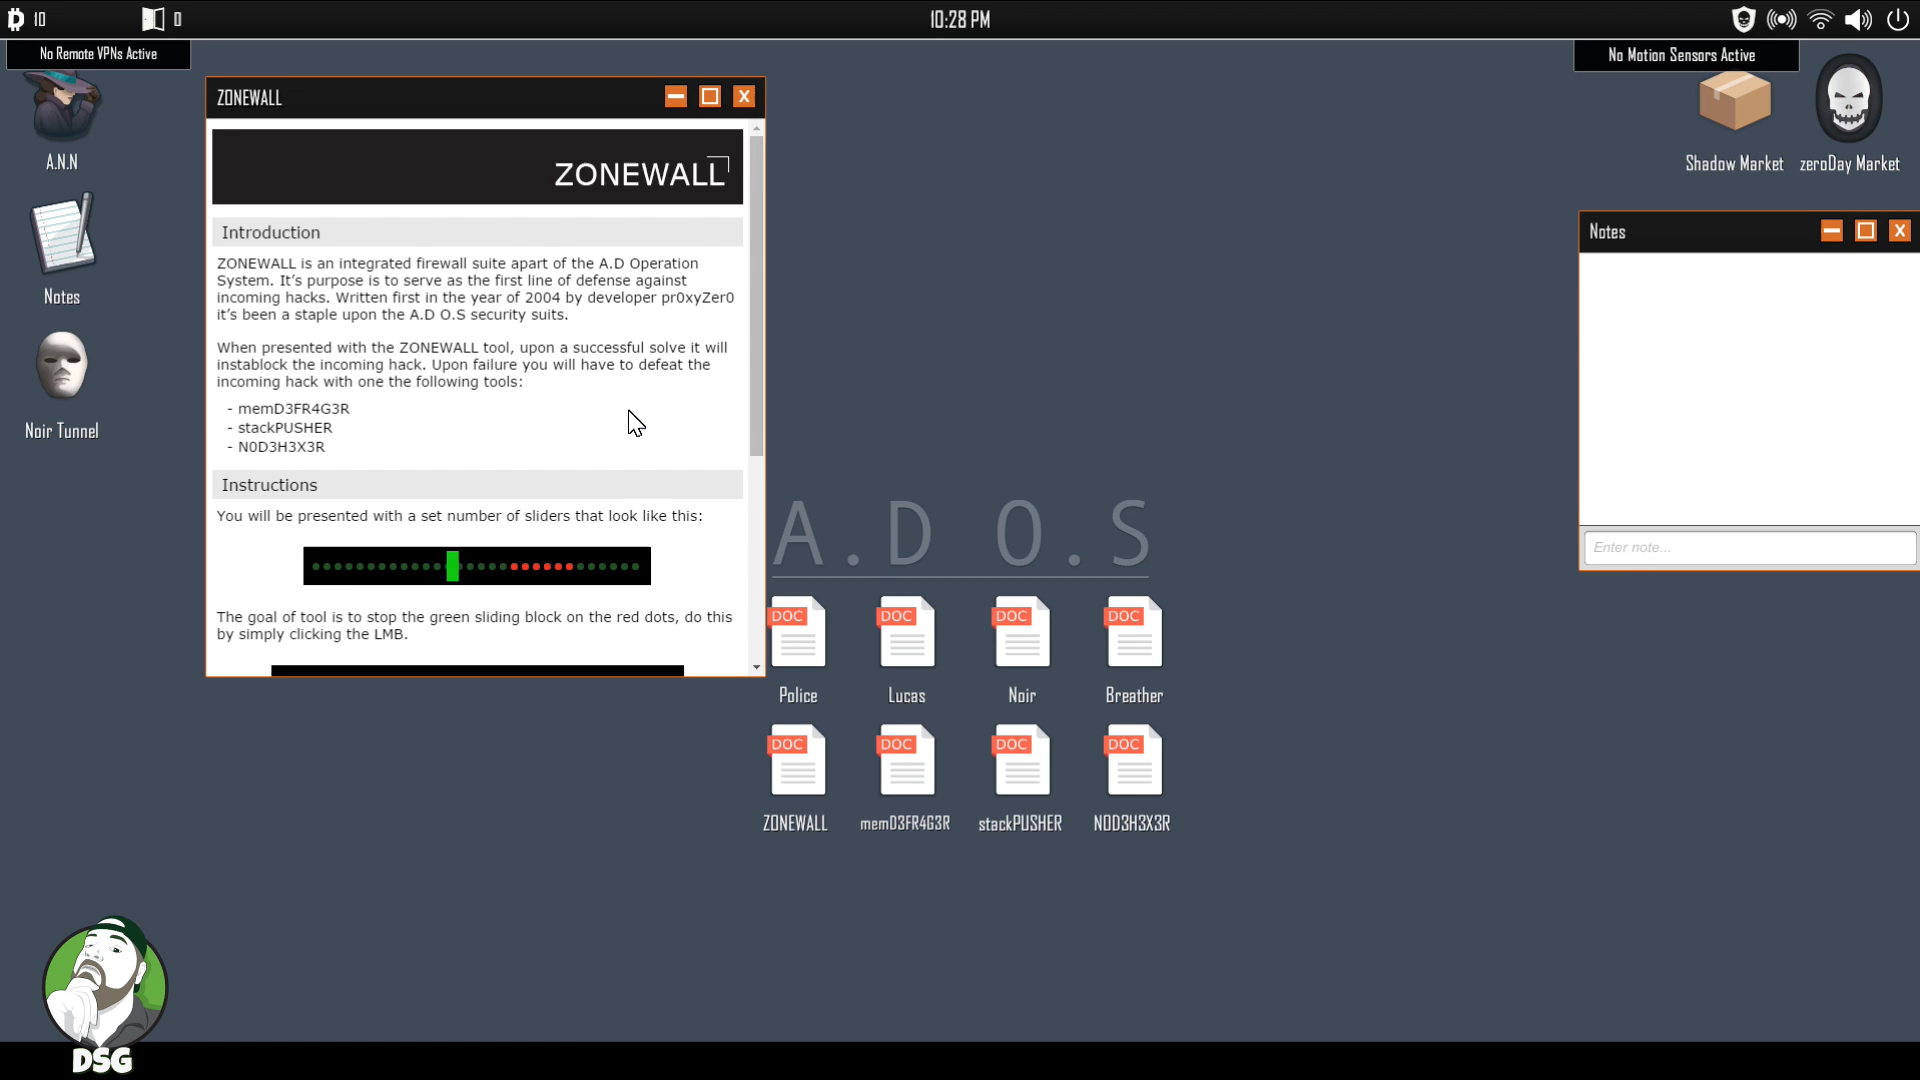 10
0
10:28 PM
No Remote VPNs Active
No Motion Sensors Active
A.N.N
Notes
Noir Tunnel
ZONEWALL
ZONEWALL
Introduction
ZONEWALL is an integrated firewall suite apart of the A.D Operation
System. It's purpose is to serve as the first line of defense against
incoming hacks. Written first in the year of 2004 by developer pr0xyZer0
it's been a staple upon the A.D O.S security suits.
When presented with the ZONEWALL tool, upon a successful solve it will
instablock the incoming hack. Upon failure you will have to defeat the
incoming hack with one the following tools:
- memD3FR4G3R
- stackPUSHER
- N0D3H3X3R
Instructions
You will be presented with a set number of sliders that look like this:
The goal of tool is to stop the green sliding block on the red dots, do this
by simply clicking the LMB.
Shadow Market
zeroDay Market
Notes
Enter note...
A.D O.S
DOC
DOC
DOC
DOC
Police
Lucas
Noir
Breather
DOC
DOC
DOC
DOC
ZONEWALL
memD3FR4G3R
stackPUSHER
N0D3H3X3R
DSG